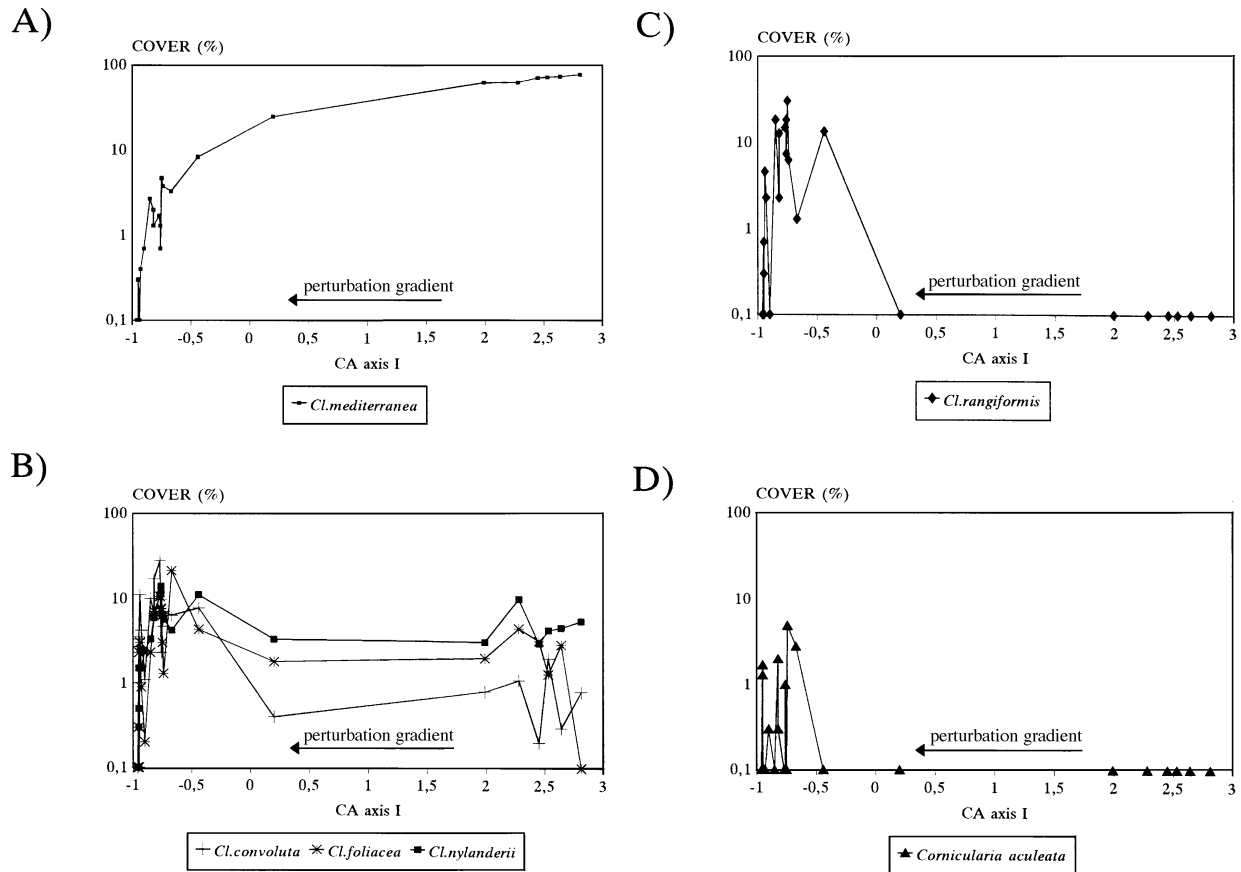 A)
COVER (%)
100
10
1
0,1
perturbation gradient
-1 -0,5 0 0,5 1 1,5 2 2,5 3
CA axis I
Cl.mediterranea
B)
COVER (%)
100
10
1
0,1
perturbation gradient
-1 -0,5 0 0,5 1 1,5 2 2,5 3
CA axis I
Cl.convoluta Cl.foliacea Cl.nylanderii
C)
COVER (%)
100
10
1
0,1
perturbation gradient
-1 -0,5 0 0,5 1 1,5 2 2,5 3
CA axis I
Cl.rangiformis
D)
COVER (%)
100
10
1
0,1
perturbation gradient
-1 -0,5 0 0,5 1 1,5 2 2,5 3
CA axis I
Cornicularia aculeata